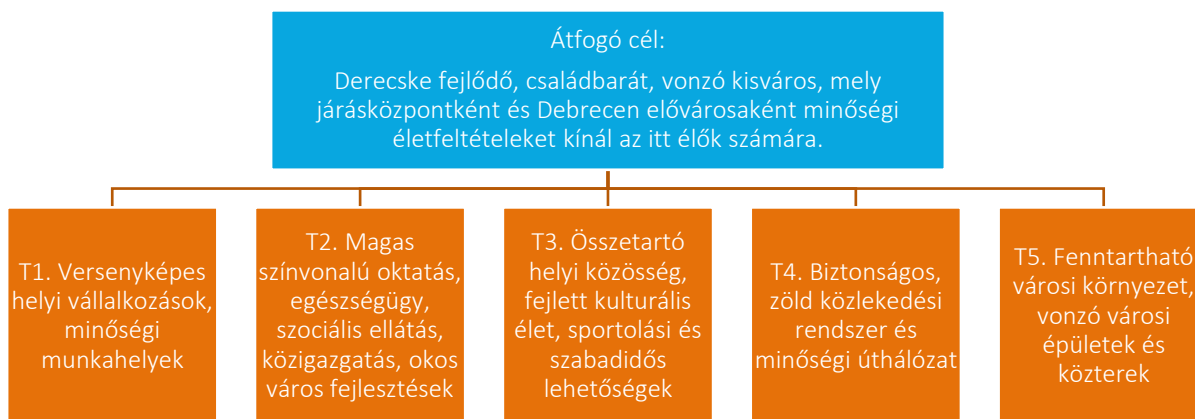 Átfogó cél:
Derecske fejlődő, családbarát, vonzó kisváros, mely
járásközpontként és Debrecen elővárosaként minőségi
életfeltételeket kínál az itt élők számára.
T1. Versenyképes
helyi vállalkozások,
minőségi
munkahelyek
T2. Magas
színvonalú oktatás,
egészségügy,
szociális ellátás,
közigazgatás, okos
város fejlesztések
T3. Összetartó
helyi közösség,
fejlett kulturális
élet, sportolási és
szabadidős
lehetőségek
T4. Biztonságos,
zöld közlekedési
rendszer és
minőségi úthálózat
T5. Fenntartható
városi környezet,
vonzó városi
épületek és
közterek